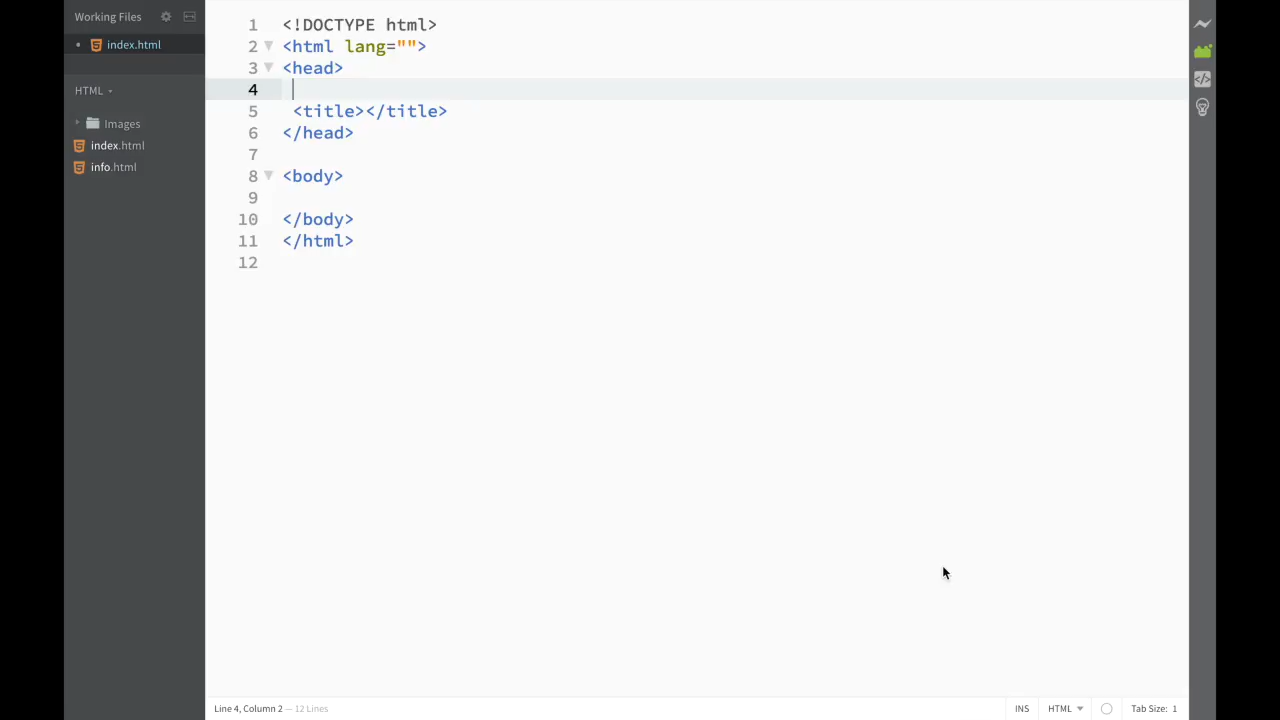 Working Files
index.html
HTML
Images
index.html
info.html
1 <!DOCTYPE html>
2 <html lang="">
3 <head>
4
5 <title></title>
6 </head>
7
8 <body>
9
10 </body>
11 </html>
12
Line 4, Column 2 — 12 Lines
INS
HTML
Tab Size: 1